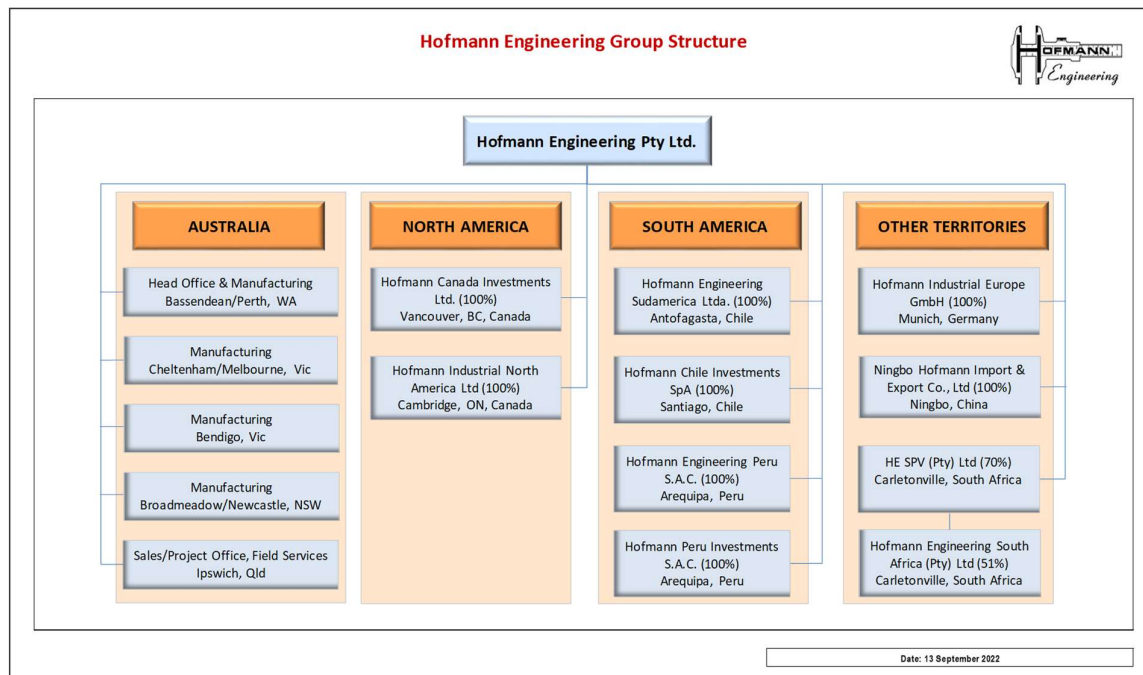 Hofmann Engineering Group Structure
HOFMANN
Engineering
Hofmann Engineering Pty Ltd.
AUSTRALIA
Head Office & Manufacturing
Bassendean/Perth, WA
Manufacturing
Cheltenham/Melbourne, Vic
Manufacturing
Bendigo, Vic
Manufacturing
Broadmeadow/Newcastle, NSW
Sales/Project Office, Field Services
Ipswich, Qld
NORTH AMERICA
Hofmann Canada Investments
Ltd. (100%)
Vancouver, BC, Canada
Hofmann Industrial North
America Ltd (100%)
Cambridge, ON, Canada
SOUTH AMERICA
Hofmann Engineering
Sudamerica Ltda. (100%)
Antofagasta, Chile
Hofmann Chile Investments
SpA (100%)
Santiago, Chile
Hofmann Engineering Peru
S.A.C. (100%)
Arequipa, Peru
Hofmann Peru Investments
S.A.C. (100%)
Arequipa, Peru
OTHER TERRITORIES
Hofmann Industrial Europe
GmbH (100%)
Munich, Germany
Ningbo Hofmann Import &
Export Co., Ltd (100%)
Ningbo, China
HE SPV (Pty) Ltd (70%)
Carletonville, South Africa
Hofmann Engineering South
Africa (Pty) Ltd (51%)
Carletonville, South Africa
Date: 13 September 2022